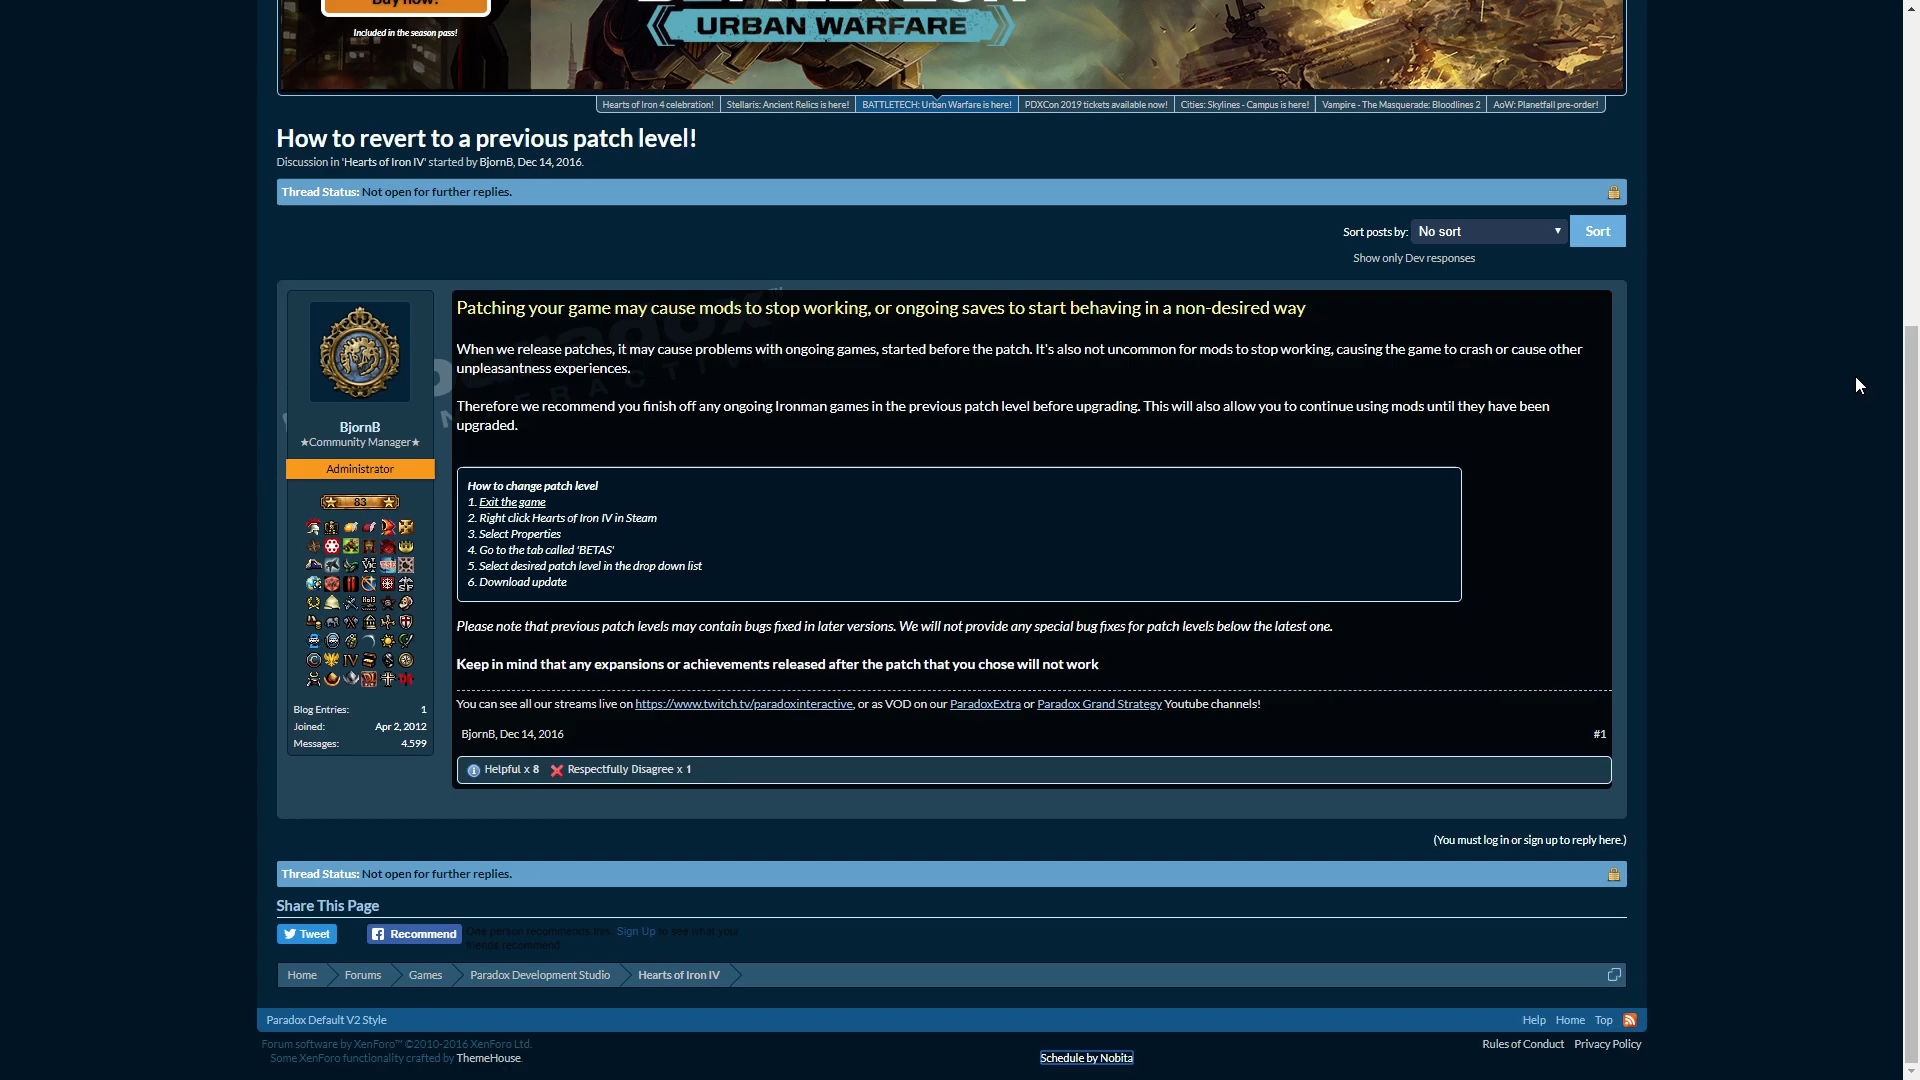 Buy now!
Included in the season pass!
URBAN WARFARE
Hearts of Iron 4 celebration! Stellaris: Ancient Relics is here! BATTLETECH: Urban Warfare is here! PDXCon 2019 tickets available now! Cities: Skylines - Campus is here! Vampire - The Masquerade: Bloodlines 2 AoW: Planetfall pre-order!
How to revert to a previous patch level!
Discussion in 'Hearts of Iron IV' started by BjornB, Dec 14, 2016.
Thread Status: Not open for further replies.
Sort posts by: No sort Sort
Show only Dev responses
BjornB
★Community Manager★
Administrator
83
Blog Entries: 1
Joined: Apr 2, 2012
Messages: 4.599
Patching your game may cause mods to stop working, or ongoing saves to start behaving in a non-desired way
When we release patches, it may cause problems with ongoing games, started before the patch. It's also not uncommon for mods to stop working, causing the game to crash or cause other
unpleasantness experiences.
Therefore we recommend you finish off any ongoing Ironman games in the previous patch level before upgrading. This will also allow you to continue using mods until they have been
upgraded.
How to change patch level
1. Exit the game
2. Right click Hearts of Iron IV in Steam
3. Select Properties
4. Go to the tab called 'BETAS'
5. Select desired patch level in the drop down list
6. Download update
Please note that previous patch levels may contain bugs fixed in later versions. We will not provide any special bug fixes for patch levels below the latest one.
Keep in mind that any expansions or achievements released after the patch that you chose will not work
You can see all our streams live on https://www.twitch.tv/paradoxinteractive, or as VOD on our ParadoxExtra or Paradox Grand Strategy Youtube channels!
BjornB, Dec 14, 2016 #1
Helpful x 8 Respectfully Disagree x 1
(You must log in or sign up to reply here.)
Thread Status: Not open for further replies.
Share This Page
Tweet Recommend One person recommends this. Sign Up to see what your
friends recommend.
Home Forums Games Paradox Development Studio Hearts of Iron IV
Paradox Default V2 Style Help Home Top
Forum software by XenForo™ ©2010-2016 XenForo Ltd. Rules of Conduct Privacy Policy
Some XenForo functionality crafted by ThemeHouse.
Schedule by Nobita